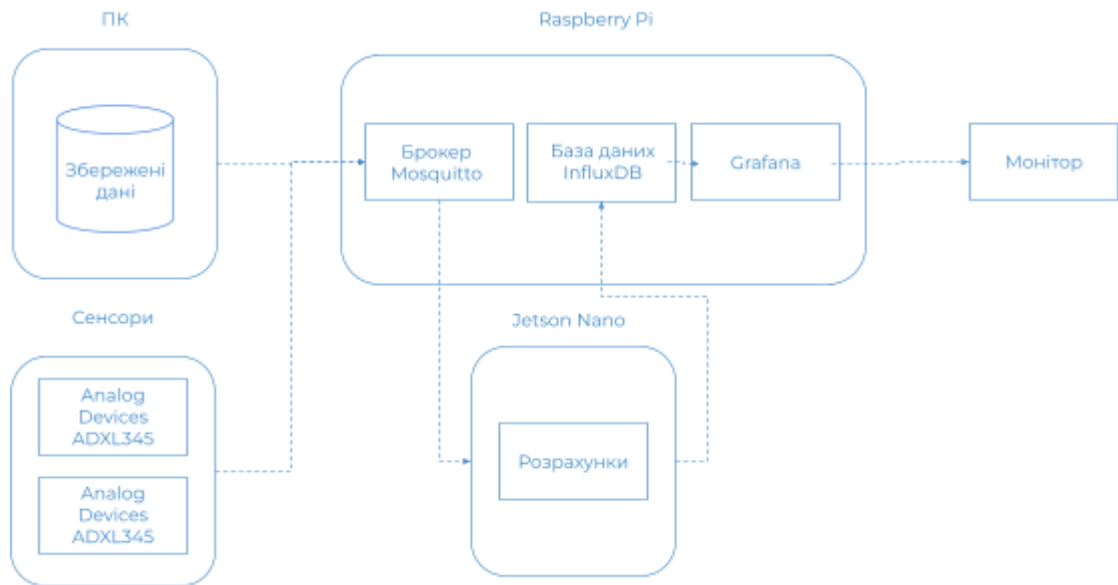 ПК
Raspberry Pi
Збережені
дані
Брокер
Mosquitto
База даних
InfluxDB
Grafana
Монітор
Сенсори
Jetson Nano
Analog
Devices
ADXL345
Розрахунки
Analog
Devices
ADXL345